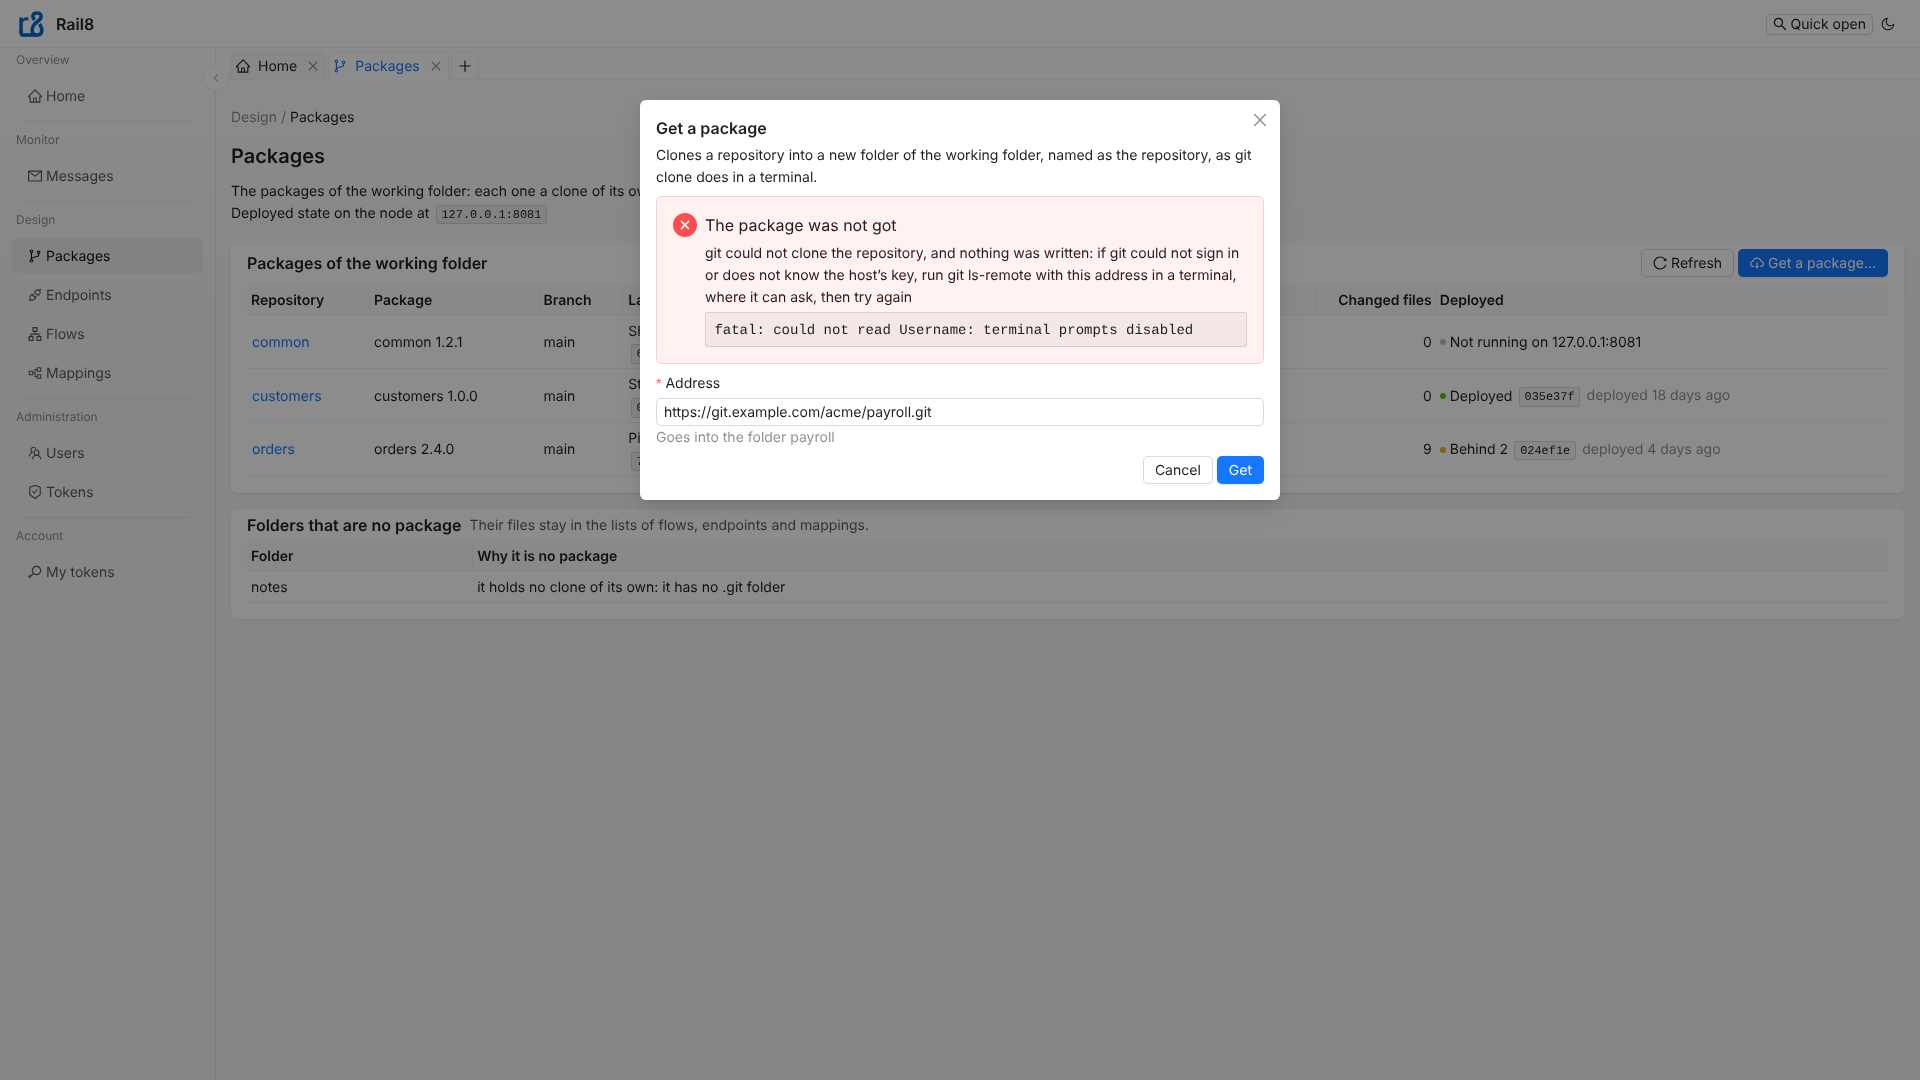 Rail8
Quick open
Overview
Home
Monitor
Messages
Design
Packages
Endpoints
Flows
Mappings
Administration
Users
Tokens
Account
My tokens
Home
Packages
Design / Packages
Packages
The packages of the working folder: each one a clone of its
Deployed state on the node at 127.0.0.1:8081
Packages of the working folder
Refresh
Get a package...
Repository Package Branch Changed files Deployed
common common 1.2.1 main 0 Not running on 127.0.0.1:8081
customers customers 1.0.0 main 0 Deployed 035e37f deployed 18 days ago
orders orders 2.4.0 main 9 Behind 2 024ef1e deployed 4 days ago
Folders that are no package Their files stay in the lists of flows, endpoints and mappings.
Folder Why it is no package
notes it holds no clone of its own: it has no .git folder
Get a package
Clones a repository into a new folder of the working folder, named as the repository, as git
clone does in a terminal.
The package was not got
git could not clone the repository, and nothing was written: if git could not sign in
or does not know the host’s key, run git ls-remote with this address in a terminal,
where it can ask, then try again
fatal: could not read Username: terminal prompts disabled
* Address
https://git.example.com/acme/payroll.git
Goes into the folder payroll
Cancel
Get